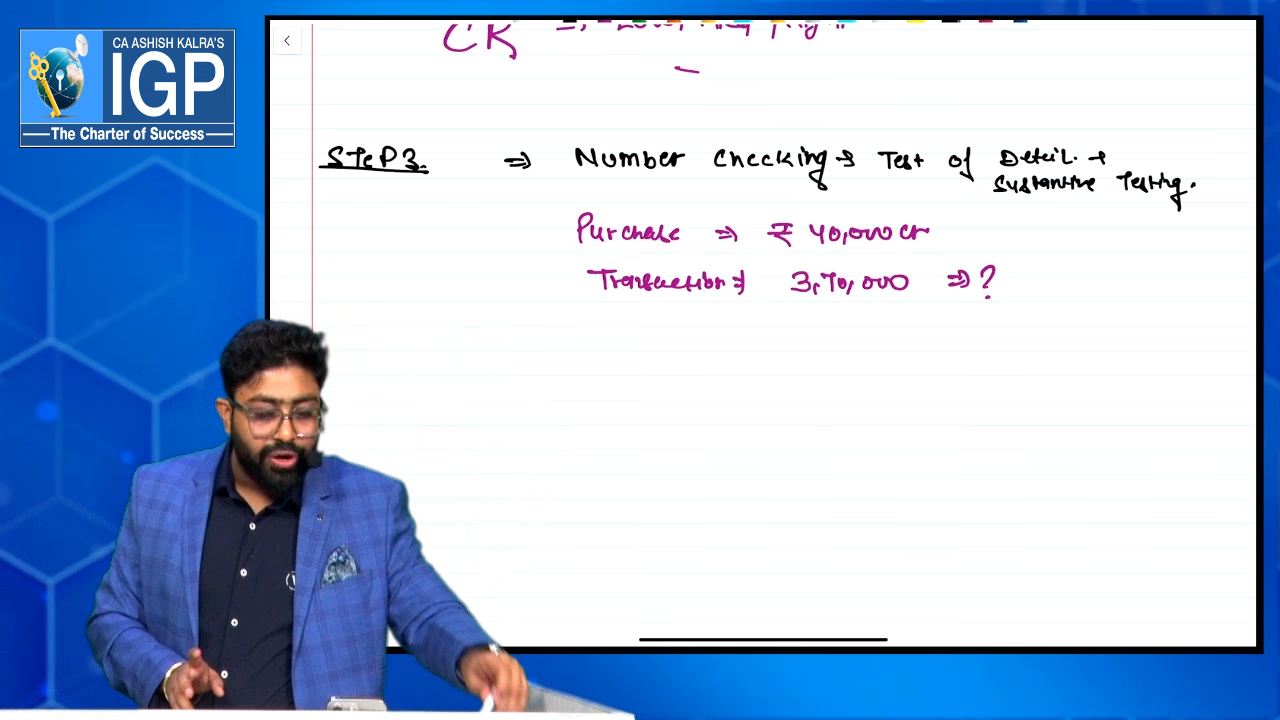 CA ASHISH KALRA'S
IGP
The Charter of Success
CR
STEP 3. ⇒ Number Checking → Test of Detail. +
Substantive Testing.
Purchase ⇒ ₹ 40,000 cr
Transaction ⇒ 3,70,000 ⇒ ?